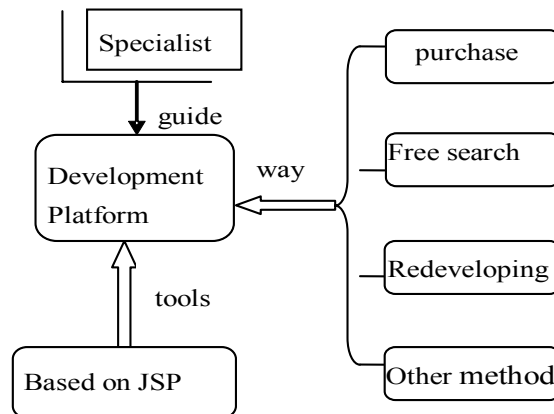 Specialist
guide
Development
Platform
way
tools
Based on JSP
purchase
Free search
Redeveloping
Other method